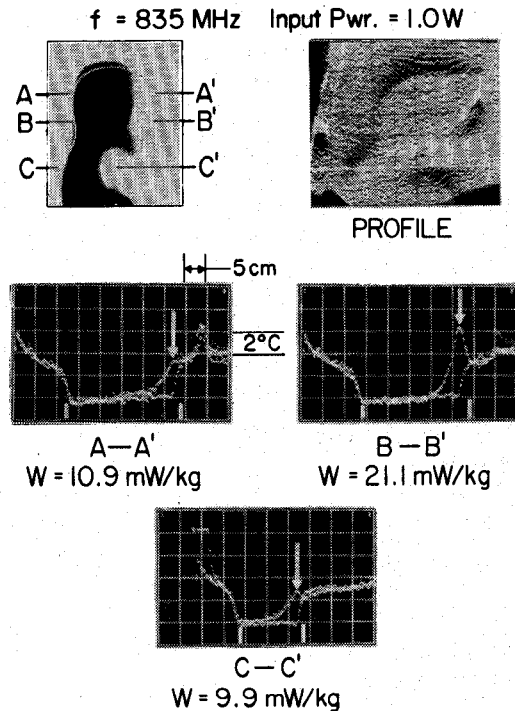 f = 835 MHz Input Pwr. = 1.0W
A A'
B B'
C C'
PROFILE
5cm
2°C
A—A'
W = 10.9 mW/kg
B—B'
W = 21.1 mW/kg
C—C'
W = 9.9 mW/kg